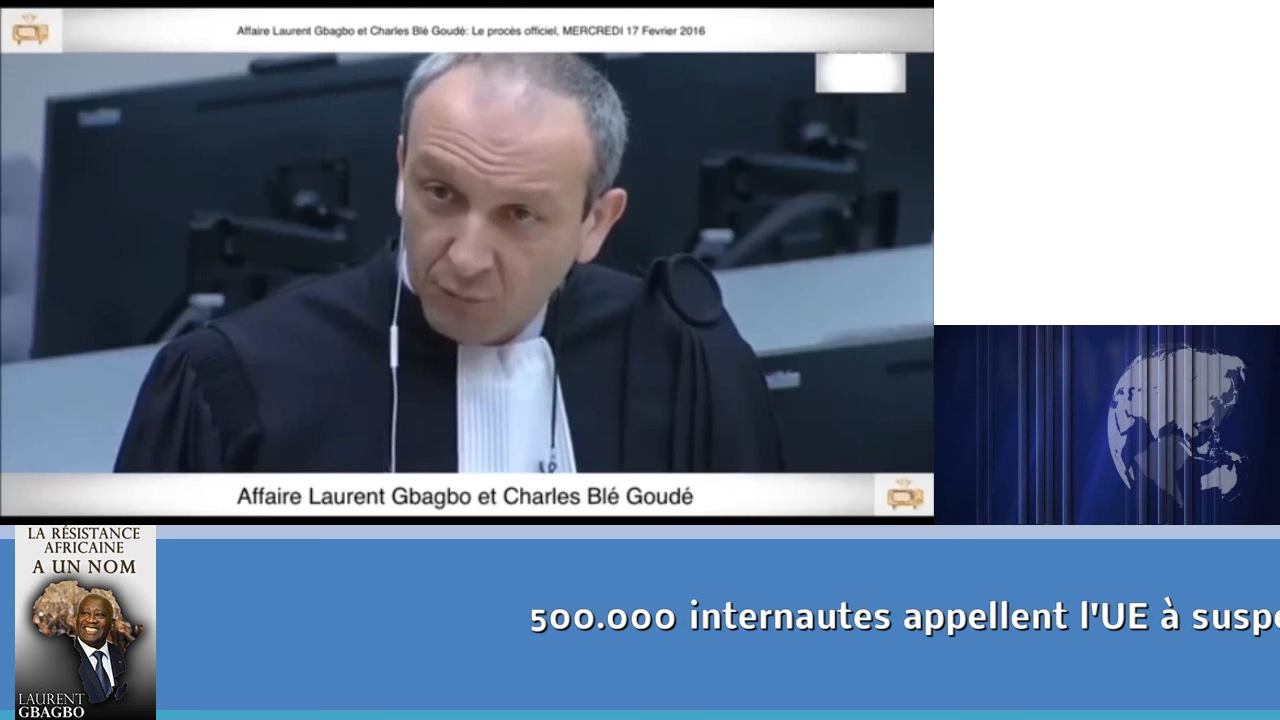 Affaire Laurent Gbagbo et Charles Blé Goudé: Le procès officiel, MERCREDI 17 Fevrier 2016
Affaire Laurent Gbagbo et Charles Blé Goudé
LA RÉSISTANCE
AFRICAINE
A UN NOM
LAURENT
GBAGBO
500.000 internautes appellent l'UE à